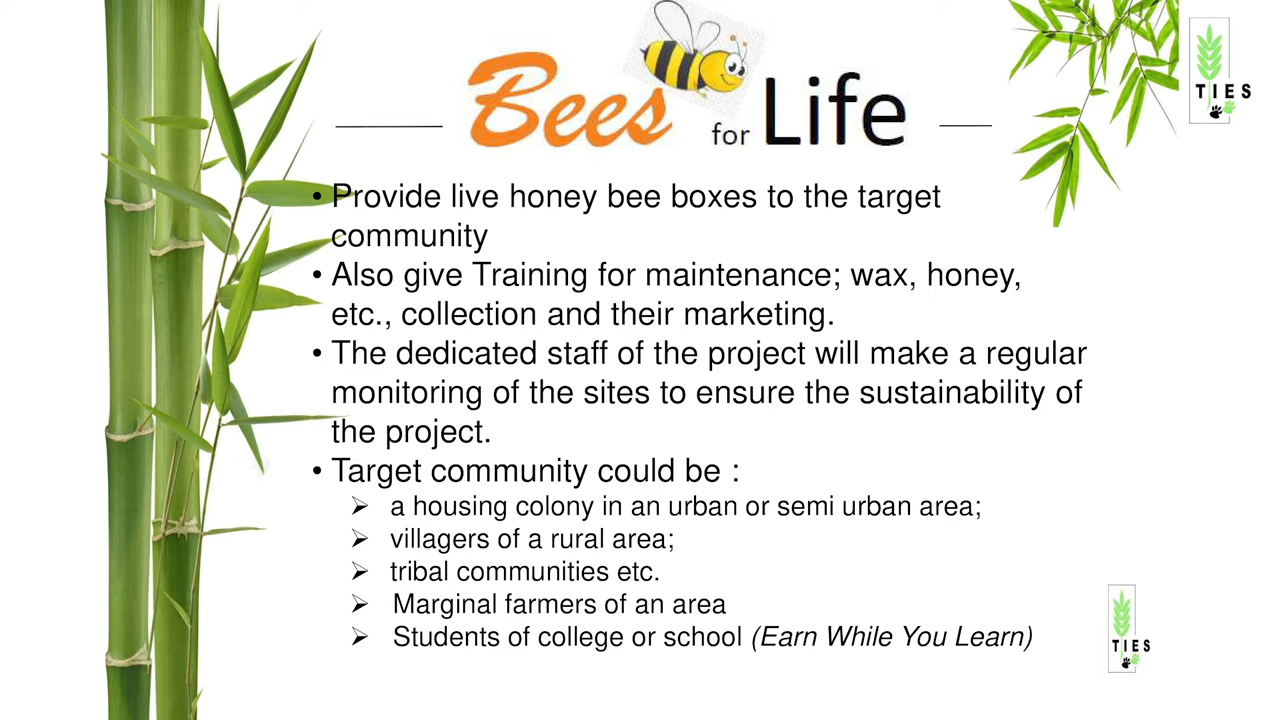 Bees for Life
TIES
• Provide live honey bee boxes to the target
community
• Also give Training for maintenance; wax, honey,
etc., collection and their marketing.
• The dedicated staff of the project will make a regular
monitoring of the sites to ensure the sustainability of
the project.
• Target community could be :
➢ a housing colony in an urban or semi urban area;
➢ villagers of a rural area;
➢ tribal communities etc.
➢ Marginal farmers of an area
➢ Students of college or school (Earn While You Learn)
TIES